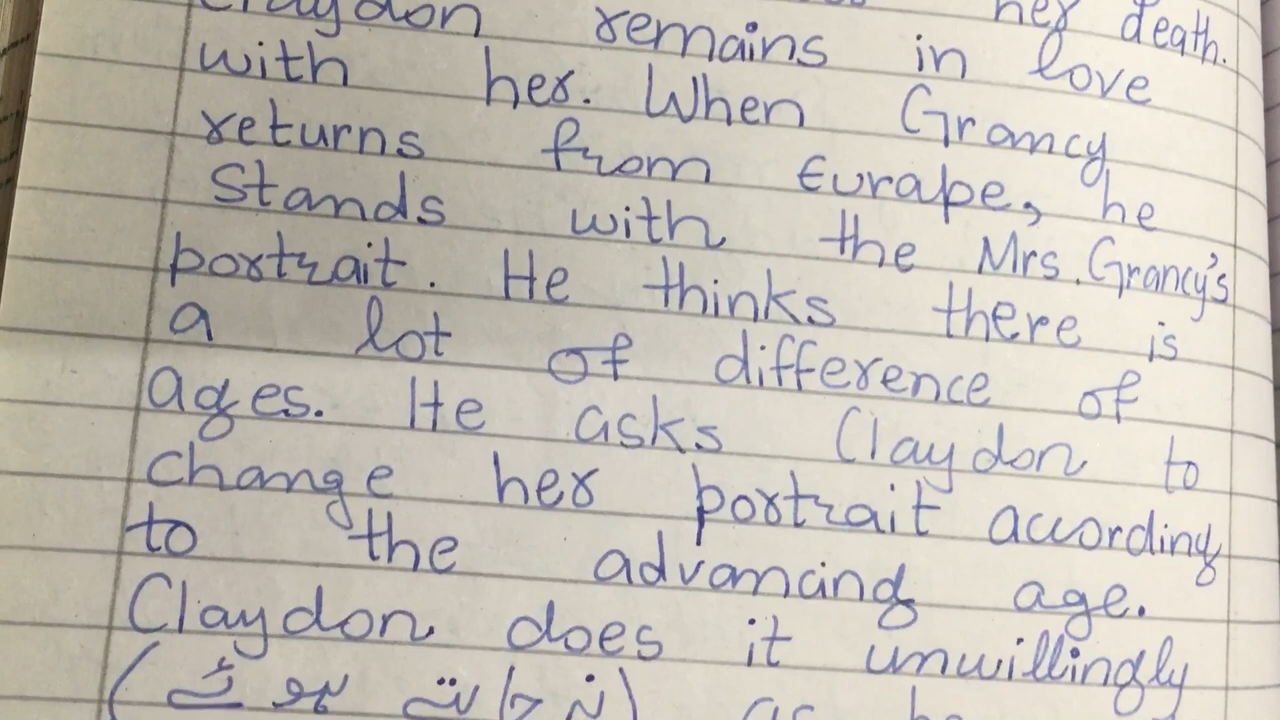 Claydon remains in love her death.
with her. When Grancy
returns from Eurape, he
Stands with the Mrs. Grancy's
portrait. He thinks there is
a lot of difference of
ages. He asks Claydon to
change her portrait according
to the advancing age.
Claydon does it unwillingly
as